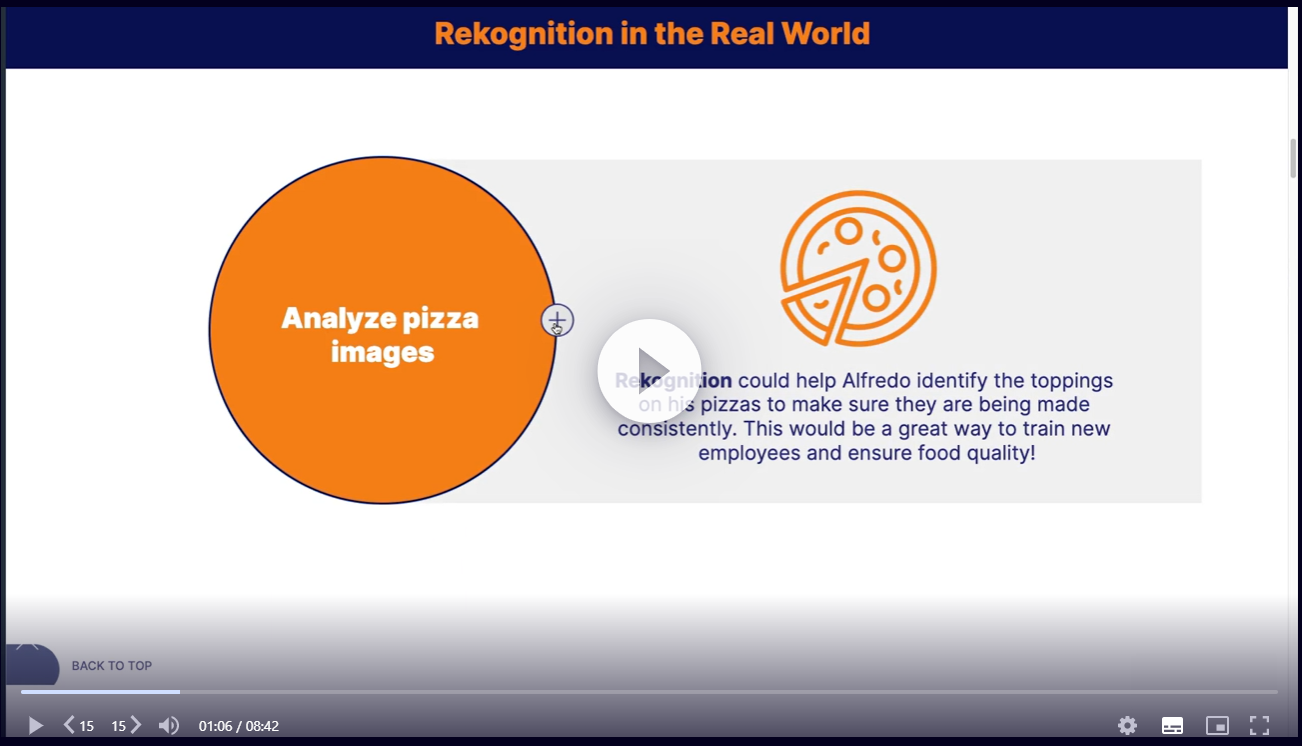 Rekognition in the Real World
Analyze pizza
images
Rekognition could help Alfredo identify the toppings
on his pizzas to make sure they are being made
consistently. This would be a great way to train new
employees and ensure food quality!
BACK TO TOP
15 15 01:06 / 08:42